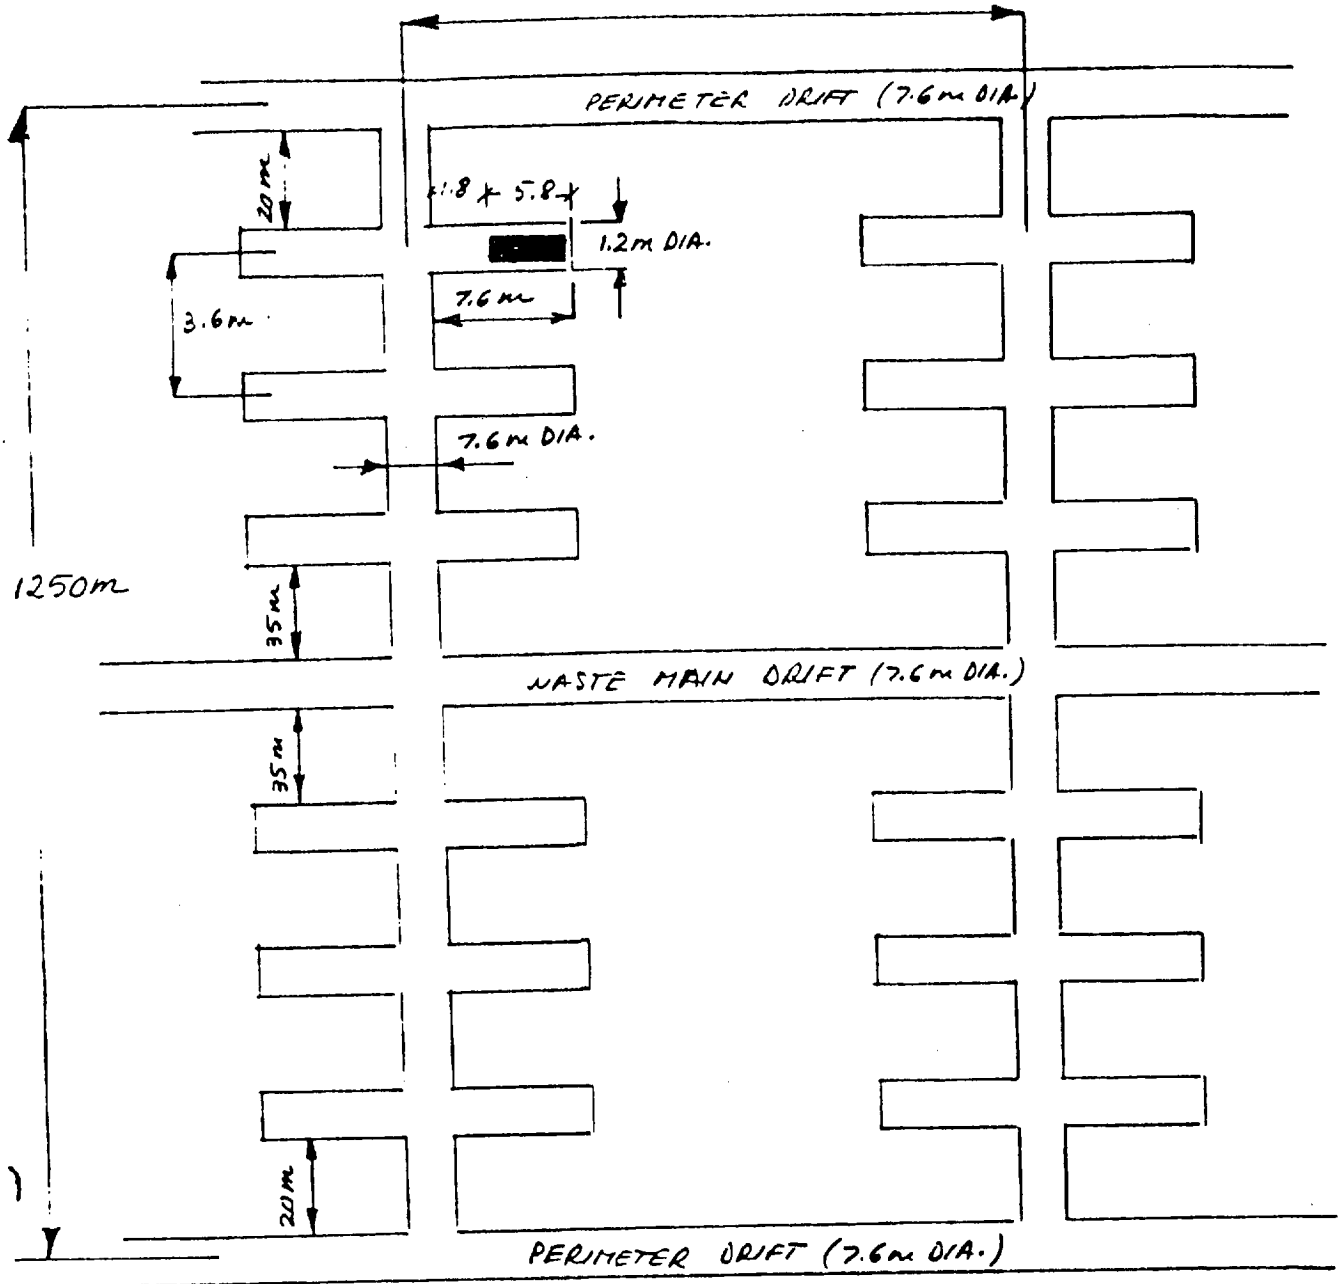 PERIMETER DRIFT (7.6m DIA.)
20m
1.8 5.8
1.2m DIA.
7.6m
3.6m
7.6m DIA.
1250m
35m
WASTE MAIN DRIFT (7.6m DIA.)
35m
20m
PERIMETER DRIFT (7.6m DIA.)